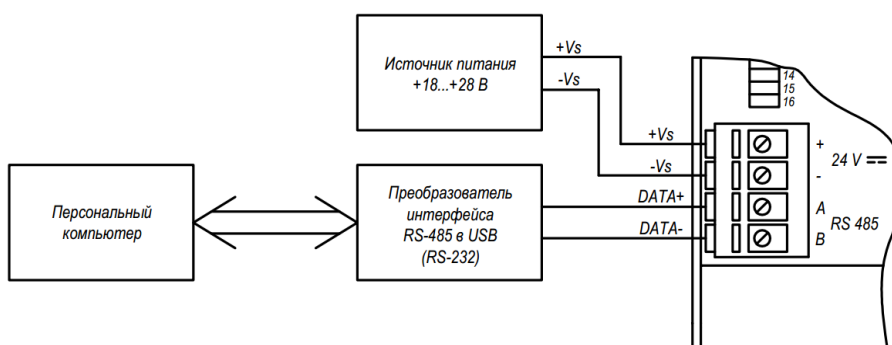 Источник питания
+18...+28 В
+Vs
-Vs
14
15
16
+Vs
-Vs
DATA+
DATA-
+
-
24 V
A
B
RS 485
Персональный
компьютер
Преобразователь
интерфейса
RS-485 в USB
(RS-232)